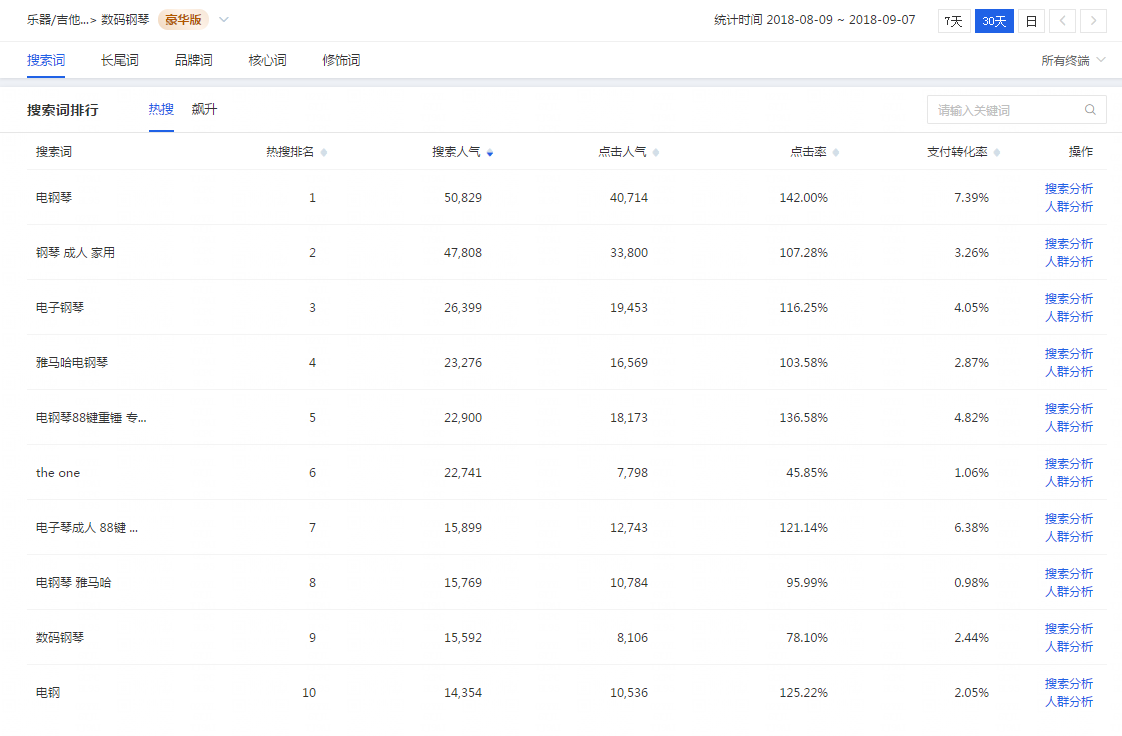 乐器/吉他...> 数码钢琴 豪华版 统计时间 2018-08-09 ~ 2018-09-07 7天 30天 日
搜索词 长尾词 品牌词 核心词 修饰词 所有终端
搜索词排行 热搜 飙升 请输入关键词
搜索词 热搜排名 搜索人气 点击人气 点击率 支付转化率 操作
电钢琴 1 50,829 40,714 142.00% 7.39% 搜索分析
人群分析
钢琴 成人 家用 2 47,808 33,800 107.28% 3.26% 搜索分析
人群分析
电子钢琴 3 26,399 19,453 116.25% 4.05% 搜索分析
人群分析
雅马哈电钢琴 4 23,276 16,569 103.58% 2.87% 搜索分析
人群分析
电钢琴88键重锤 专... 5 22,900 18,173 136.58% 4.82% 搜索分析
人群分析
the one 6 22,741 7,798 45.85% 1.06% 搜索分析
人群分析
电子琴成人 88键 ... 7 15,899 12,743 121.14% 6.38% 搜索分析
人群分析
电钢琴 雅马哈 8 15,769 10,784 95.99% 0.98% 搜索分析
人群分析
数码钢琴 9 15,592 8,106 78.10% 2.44% 搜索分析
人群分析
电钢 10 14,354 10,536 125.22% 2.05% 搜索分析
人群分析